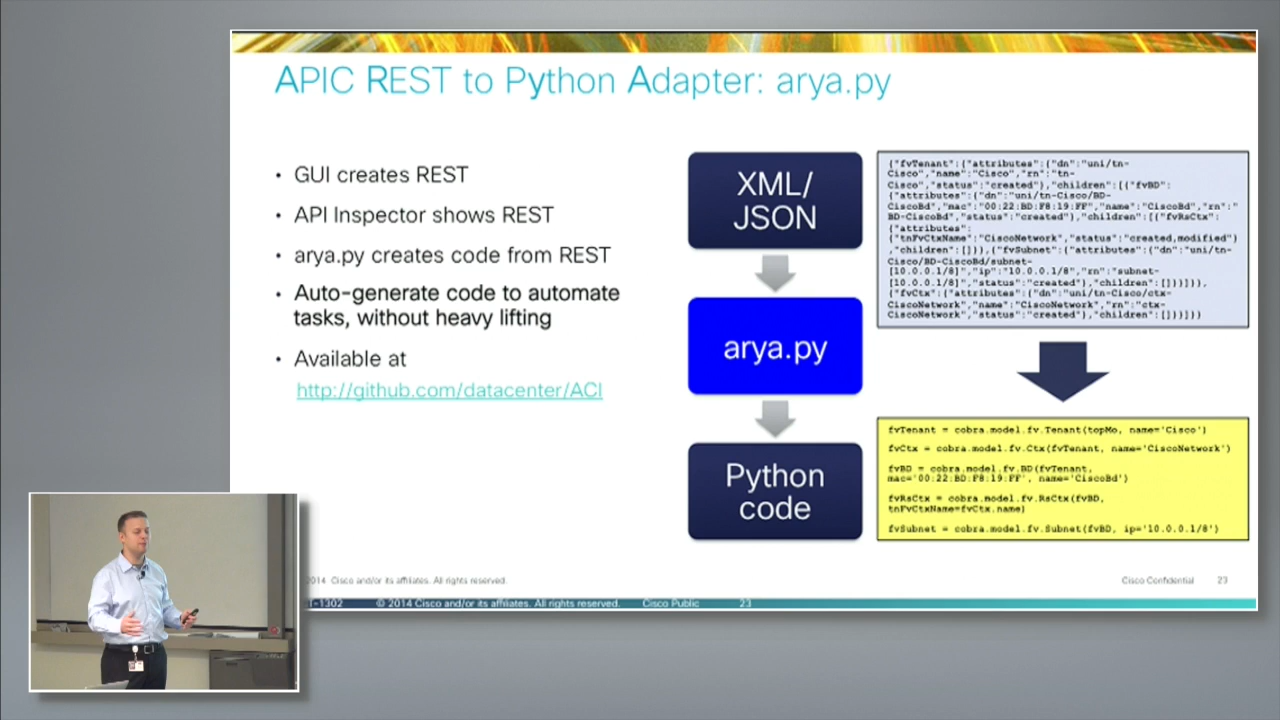 APIC REST to Python Adapter: arya.py
• GUI creates REST
• API Inspector shows REST
• arya.py creates code from REST
• Auto-generate code to automate
tasks, without heavy lifting
• Available at
http://github.com/datacenter/ACI
XML/
JSON
arya.py
Python
code
{"fvTenant":{"attributes":{"dn":"uni/tn-
Cisco","name":"Cisco","rn":"tn-
Cisco","status":"created"},"children":[{"fvBD":
{"attributes":{"dn":"uni/tn-Cisco/BD-
CiscoBd","mac":"00:22:BD:F8:19:FF","name":"CiscoBd","rn":"
BD-CiscoBd","status":"created"},"children":[{"fvRsCtx":
{"attributes":
{"tnFvCtxName":"CiscoNetwork","status":"created,modified"}
,"children":[]}},{"fvSubnet":{"attributes":{"dn":"uni/tn-
Cisco/BD-CiscoBd/subnet-
[10.0.0.1/8]","ip":"10.0.0.1/8","rn":"subnet-
[10.0.0.1/8]","status":"created"},"children":[]}}]}},
{"fvCtx":{"attributes":{"dn":"uni/tn-Cisco/ctx-
CiscoNetwork","name":"CiscoNetwork","rn":"ctx-
CiscoNetwork","status":"created"},"children":[]}}]}}
fvTenant = cobra.model.fv.Tenant(topMo, name='Cisco')
fvCtx = cobra.model.fv.Ctx(fvTenant, name='CiscoNetwork')
fvBD = cobra.model.fv.BD(fvTenant,
mac='00:22:BD:F8:19:FF', name='CiscoBd')
fvRsCtx = cobra.model.fv.RsCtx(fvBD,
tnFvCtxName=fvCtx.name)
fvSubnet = cobra.model.fv.Subnet(fvBD, ip='10.0.0.1/8')
2014 Cisco and/or its affiliates. All rights reserved. Cisco Confidential 23
-1302 © 2014 Cisco and/or its affiliates. All rights reserved. Cisco Public 23